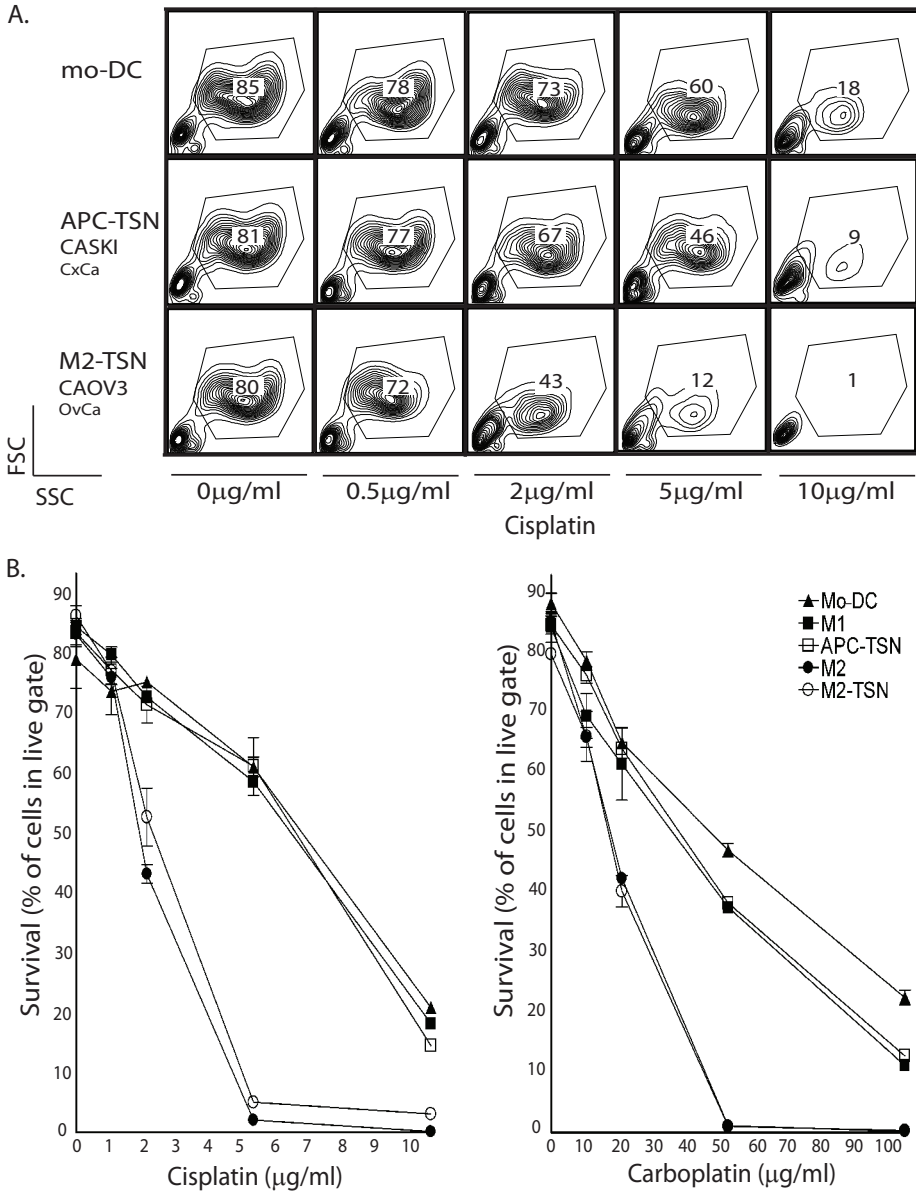 A.
mo-DC
85 78 73 60 18
APC-TSN
CASKI
CxCa
81 77 67 46 9
M2-TSN
CAOV3
OvCa
80 72 43 12 1
FSC
SSC
0μg/ml 0.5μg/ml 2μg/ml 5μg/ml 10μg/ml
Cisplatin
B.
Survival (% of cells in live gate)
90
80
70
60
50
40
30
20
10
0
0 1 2 3 4 5 6 7 8 9 10
Cisplatin (μg/ml)
Survival (% of cells in live gate)
90
80
70
60
50
40
30
20
10
0
0 10 20 30 40 50 60 70 80 90 100
Carboplatin (μg/ml)
Mo-DC
M1
APC-TSN
M2
M2-TSN